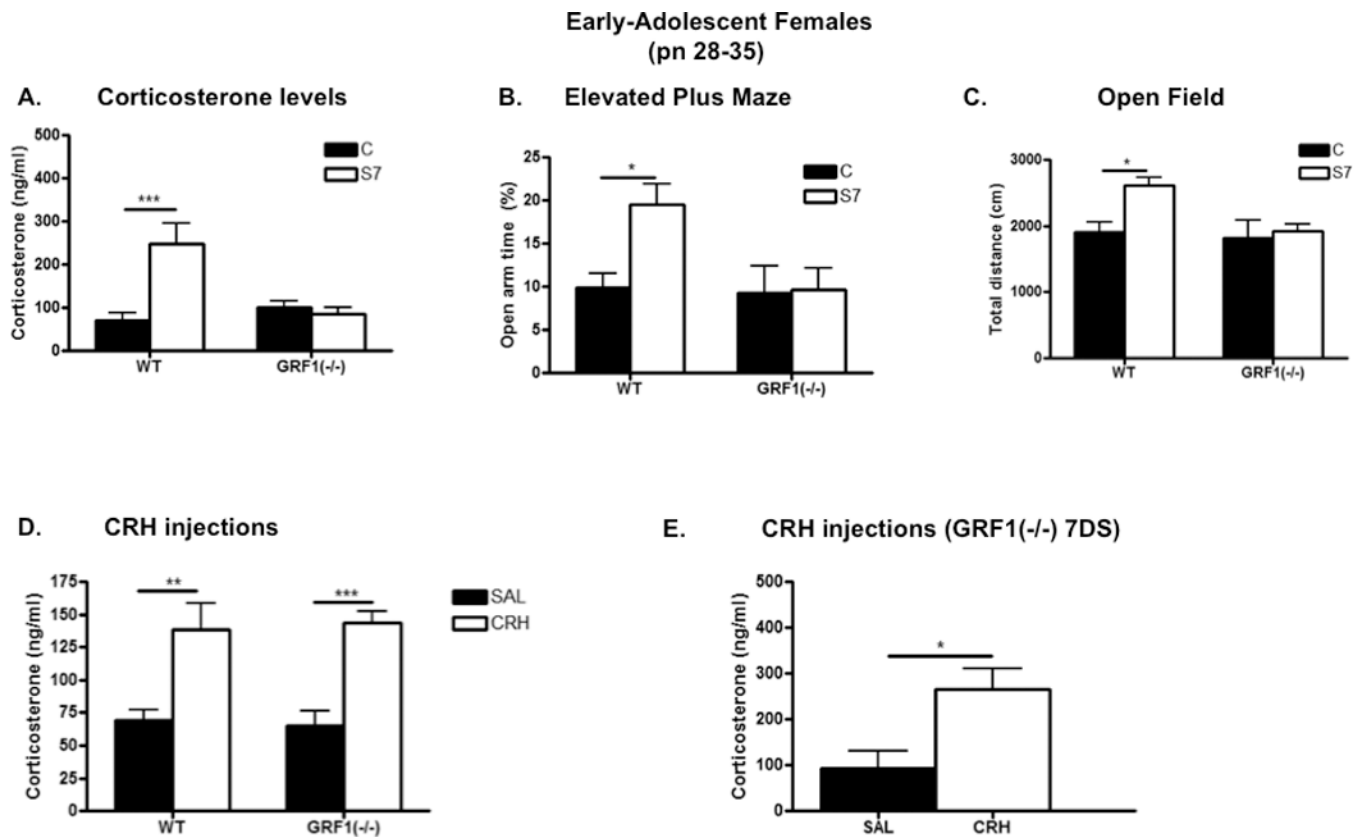 Early-Adolescent Females
(pn 28-35)
A. Corticosterone levels
Corticosterone (ng/ml)
500
400
300
200
100
0
***
C
S7
WT GRF1(-/-)
B. Elevated Plus Maze
Open arm time (%)
25
20
15
10
5
0
*
C
S7
WT GRF1(-/-)
C. Open Field
Total distance (cm)
3000
2000
1000
0
*
C
S7
WT GRF1(-/-)
D. CRH injections
Corticosterone (ng/ml)
175
150
125
100
75
50
25
0
** ***
SAL
CRH
WT GRF1(-/-)
E. CRH injections (GRF1(-/-) 7DS)
Corticosterone (ng/ml)
500
400
300
200
100
0
*
SAL CRH